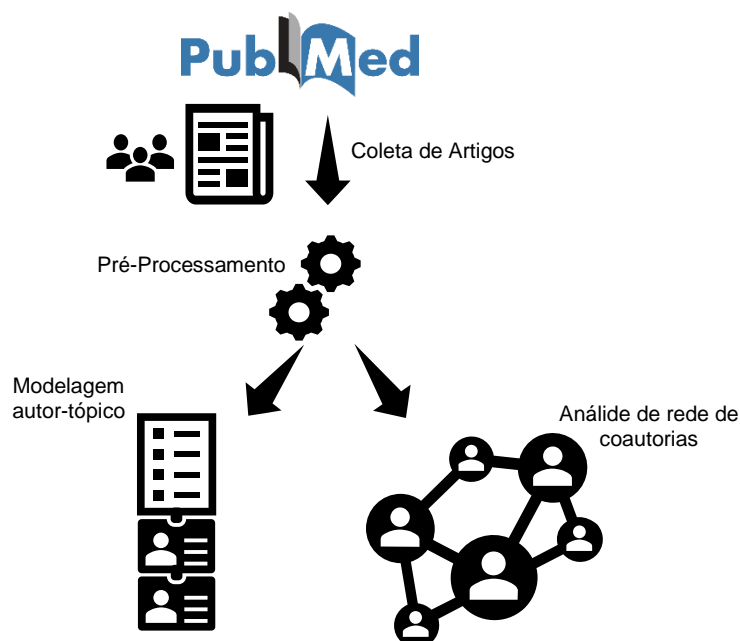 PubMed
Coleta de Artigos
Pré-Processamento
Modelagem
autor-tópico
Análide de rede de
coautorias